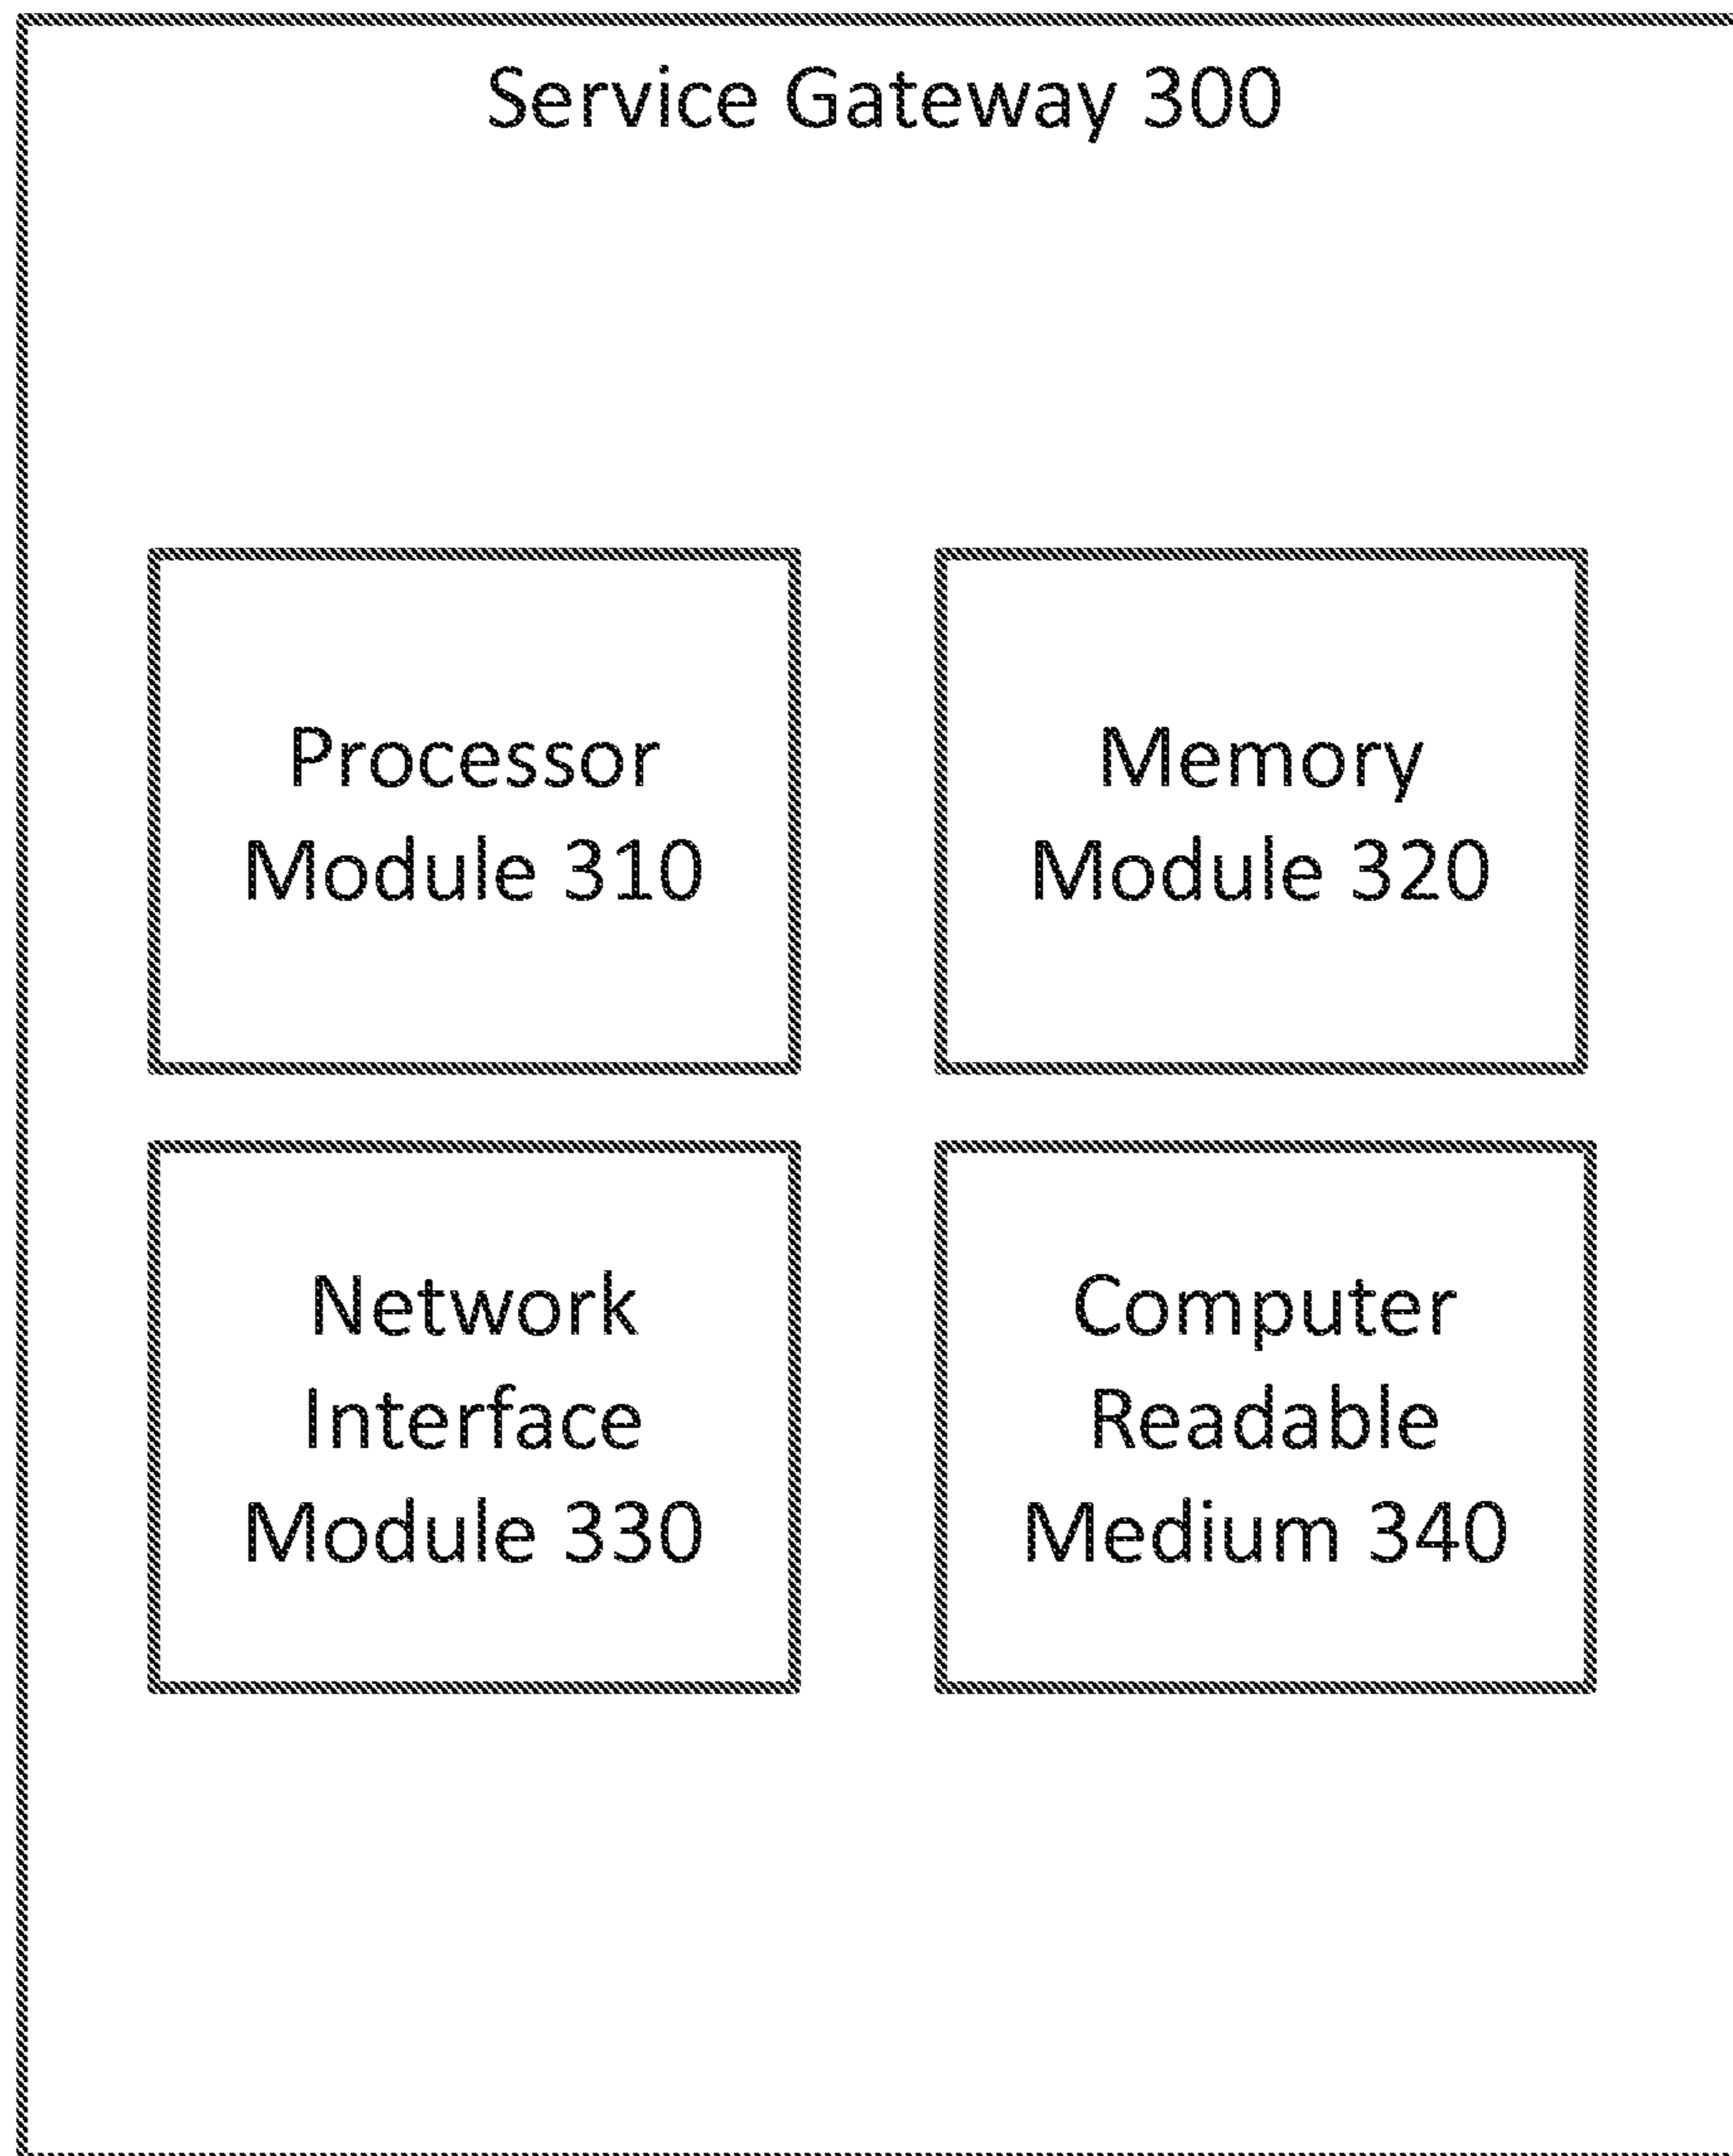 Service Gateway 300
Processor
Module 310
Memory
Module 320
Network
Interface
Module 330
Computer
Readable
Medium 340